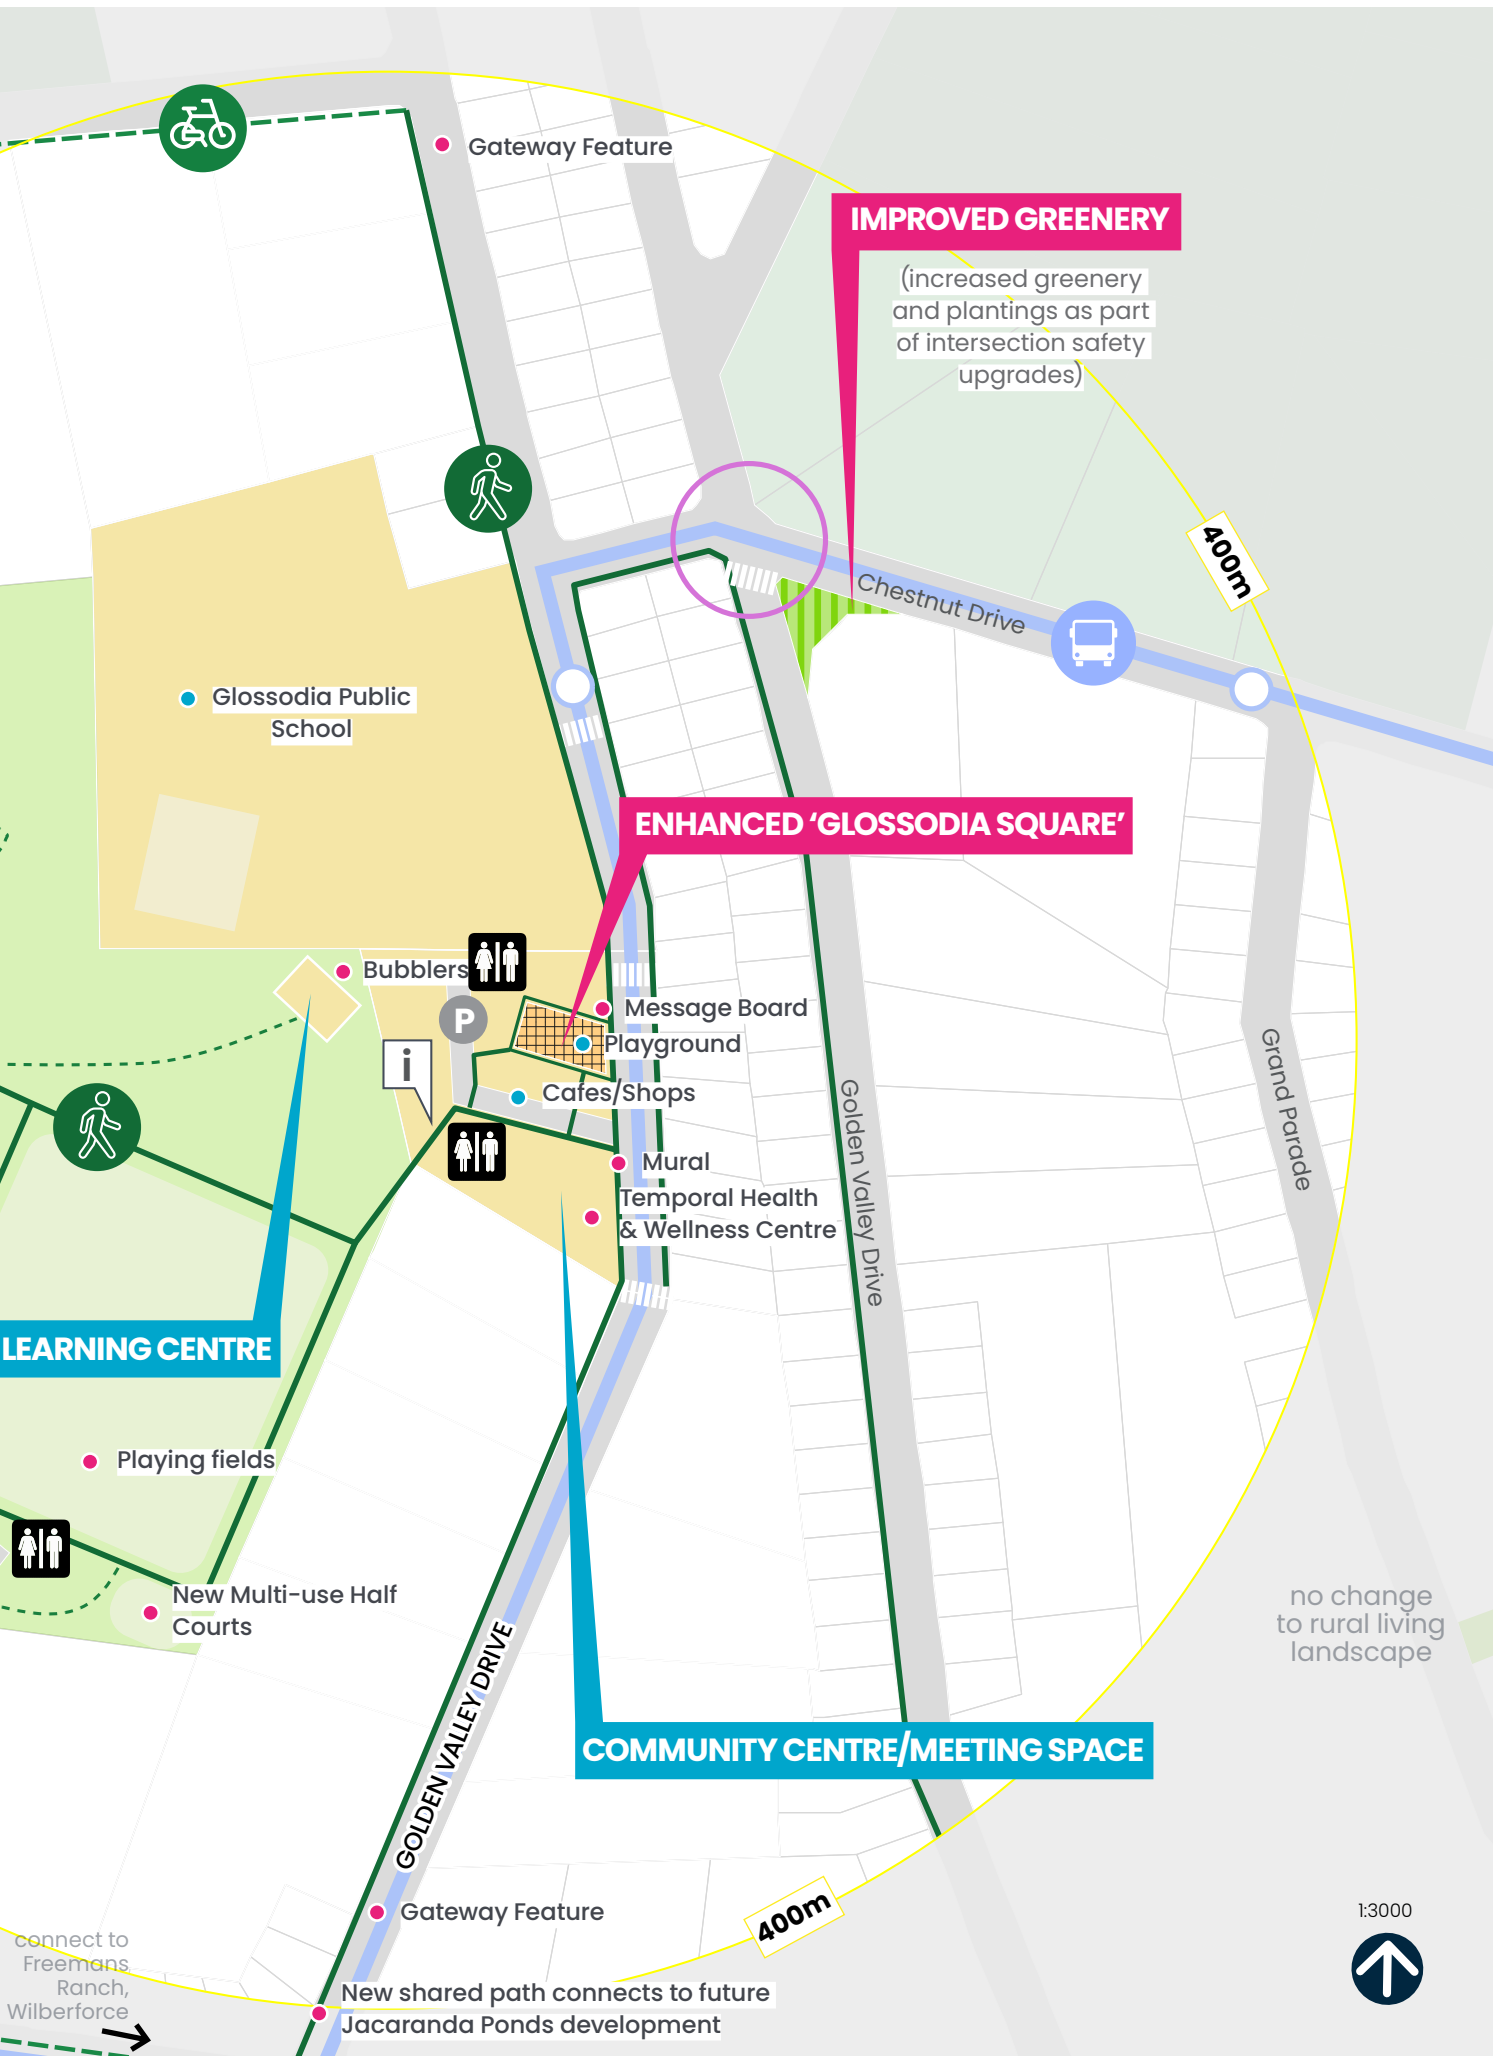 Gateway Feature
IMPROVED GREENERY
(increased greenery
and plantings as part
of intersection safety
upgrades)
400m
Chestnut Drive
Glossodia Public
School
ENHANCED ‘GLOSSODIA SQUARE’
Bubblers
P
Message Board
Playground
i
Cafes/Shops
Mural
Temporal Health
& Wellness Centre
Golden Valley Drive
Grand Parade
LEARNING CENTRE
Playing fields
New Multi-use Half
Courts
no change
to rural living
landscape
GOLDEN VALLEY DRIVE
COMMUNITY CENTRE/MEETING SPACE
Gateway Feature
400m
1:3000
connect to
Freemans
Ranch,
Wilberforce
New shared path connects to future
Jacaranda Ponds development